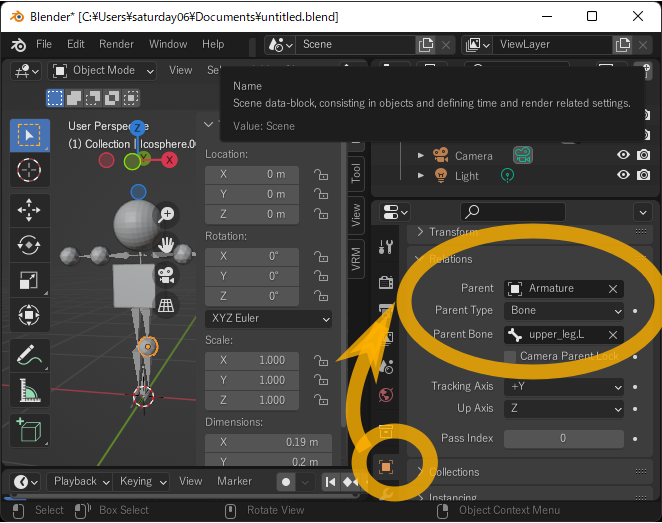 Blender* [C:¥Users¥saturday06¥Documents¥untitled.blend]
File Edit Render Window Help Scene ViewLayer
Object Mode View
Name
Scene data-block, consisting in objects and defining time and render related settings.
Value: Scene
User Perspective
(1) Collection | Icosphere.00
Z
Y
X
Location:
X 0 m
Y 0 m
Z 0 m
Rotation:
X 0°
Y 0°
Z 0°
XYZ Euler
Scale:
X 1.000
Y 1.000
Z 1.000
Dimensions:
X 0.19 m
Y 0.2 m
Tool
View
VRM
Camera
Light
Transform
Relations
Parent Armature
Parent Type Bone
Parent Bone upper_leg.L
Camera Parent Lock
Tracking Axis +Y
Up Axis Z
Pass Index 0
Collections
Instancing
Playback Keying View Marker
Select Box Select Rotate View Object Context Menu